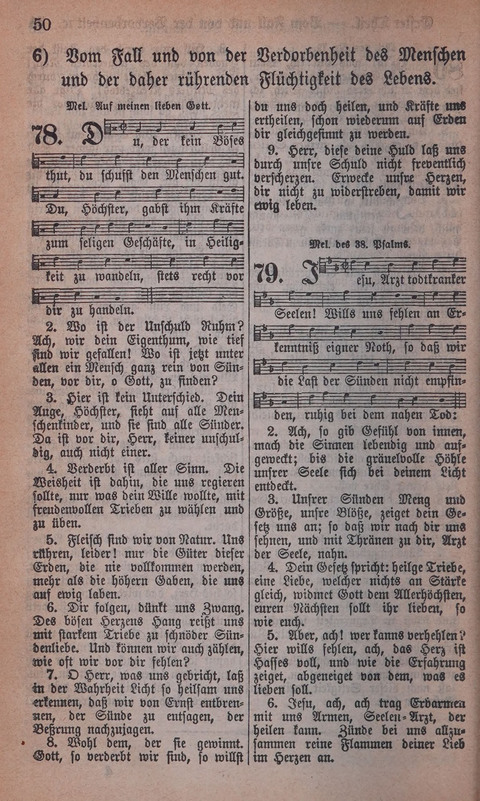 50
6) Vom Fall und von der Verdorbenheit des Menschen
und der daher rührenden Flüchtigkeit des Lebens.
Mel. Auf meinen lieben Gott.
78. Du, der kein Böses
thut, du schufst den Menschen gut.
Du, Höchster, gabst ihm Kräfte
zum seligen Geschäfte, in Heilig-
keit zu wandeln, stets recht vor
dir zu handeln.
2. Wo ist der Unschuld Ruhm?
Ach, wir dein Eigenthum, wie tief
sind wir gefallen! Wo ist jetzt unter
allen ein Mensch ganz rein von Sün-
den, vor dir, o Gott, zu finden?
3. Hier ist kein Unterschied. Dein
Auge, Höchster, sieht auf alle Men-
schenkinder, und sie sind alle Sünder.
Da ist vor dir, Herr, keiner unschul-
dig, auch nicht einer.
4. Verderbt ist aller Sinn. Die
Weisheit ist dahin, die uns regieren
sollte, nur was dein Wille wollte, mit
freudenvollen Trieben zu wählen und
zu üben.
5. Fleisch sind wir von Natur. Uns
rühren, leider! nur die Güter dieser
Erden, die nie vollkommen werden,
mehr als die höhern Gaben, die uns
auf ewig laben.
6. Dir folgen, dünkt uns Zwang.
Des bösen Herzens Hang reißt uns
mit starkem Triebe zu schnöder Sün-
denliebe. Und können wir auch zählen,
wie oft wir vor dir fehlen?
7. O Herr, was uns gebricht, laß
in der Wahrheit Licht so heilsam uns
erkennen, daß wir von Ernst entbren-
nen, der Sünde zu entsagen, der
Beßrung nachzujagen.
8. Wohl dem, der sie gewinnt.
Gott, so verderbt wir sind, so willst
du uns doch heilen, und Kräfte uns
ertheilen, schon wiederum auf Erden
dir gleichgesinnt zu werden.
9. Herr, diese deine Huld laß uns
durch unsre Schuld nicht freventlich
verscherzen. Erwecke unsre Herzen,
dir nicht zu widerstreben, damit wir
ewig leben.
Mel. des 38. Psalms.
79. Jesu, Arzt todtkranker
Seelen! Wills uns fehlen an Er-
kenntniß eigner Noth, so daß wir
die Last der Sünden nicht empfin-
den, ruhig bei dem nahen Tod:
2. Ach, so gib Gefühl von innen,
mach die Sinnen lebendig und auf-
geweckt; bis die gräuelvolle Höhle
unsrer Seele sich bei deinem Licht
entdeckt.
3. Unsrer Sünden Meng und
Größe, unsre Blöße, zeiget dein Ge-
setz uns an; so daß wir nach dir uns
sehnen, und mit Thränen zu dir, Arzt
der Seele, nahn.
4. Dein Gesetz spricht: heilge Triebe,
eine Liebe, welcher nichts an Stärke
gleich, widmet Gott dem Allerhöchsten,
euren Nächsten sollt ihr lieben, so
wie euch.
5. Aber, ach! wer kanns verhehlen?
Hier wills fehlen, ach, das Herz ist
Hasses voll, und wie die Erfahrung
zeiget, abgeneiget von dem, was es
lieben soll.
6. Jesu, ach, ach trag Erbarmen
mit uns Armen, Seelen-Arzt, der
heilen kann. Zünde bei uns allzu-
sammen reine Flammen deiner Lieb
im Herzen an.